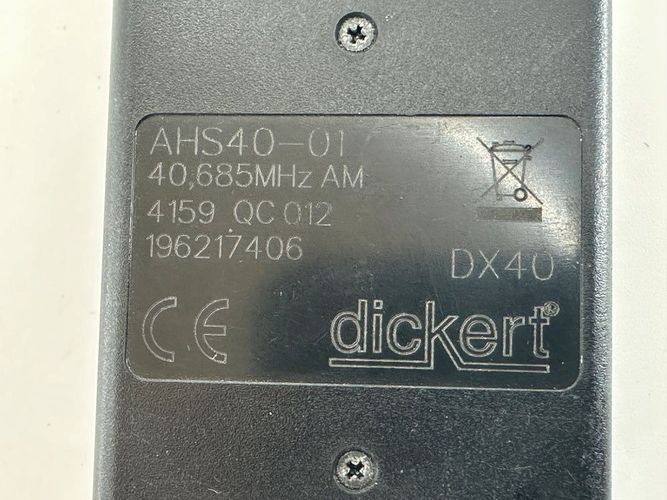 AHS40-01
40,685MHz AM
4159 QC 012
196217406
DX40
CE
dickert®